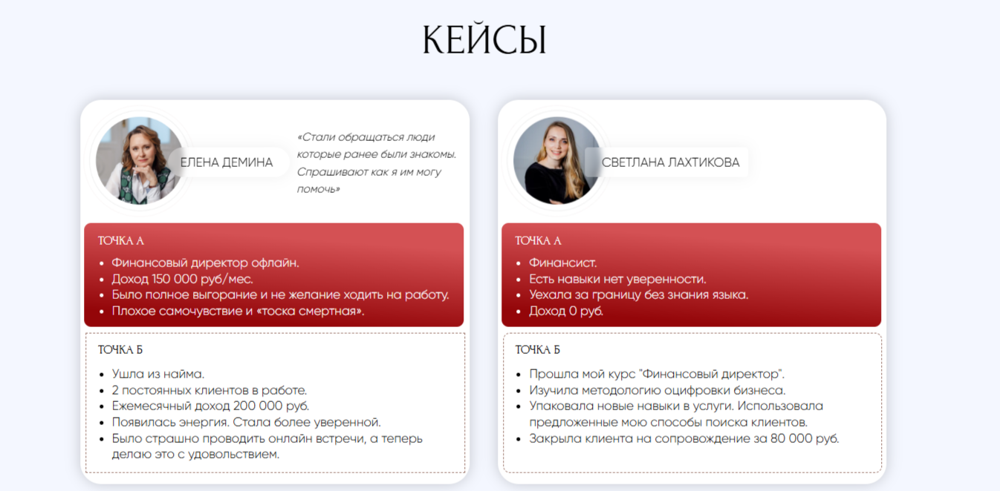 КЕЙСЫ
ЕЛЕНА ДЕМИНА
«Стали обращаться люди
которые ранее были знакомы.
Спрашивают как я им могу
помочь»
ТОЧКА А
• Финансовый директор офлайн.
• Доход 150 000 руб/мес.
• Было полное выгорание и не желание ходить на работу.
• Плохое самочувствие и «тоска смертная».
ТОЧКА Б
• Ушла из найма.
• 2 постоянных клиентов в работе.
• Ежемесячный доход 200 000 руб.
• Появилась энергия. Стала более уверенной.
• Было страшно проводить онлайн встречи, а теперь
делаю это с удовольствием.
СВЕТЛАНА ЛАХТИКОВА
ТОЧКА А
• Финансист.
• Есть навыки нет уверенности.
• Уехала за границу без знания языка.
• Доход 0 руб.
ТОЧКА Б
• Прошла мой курс "Финансовый директор".
• Изучила методологию оцифровки бизнеса.
• Упаковала новые навыки в услуги. Использовала
предложенные мою способы поиска клиентов.
• Закрыла клиента на сопровождение за 80 000 руб.